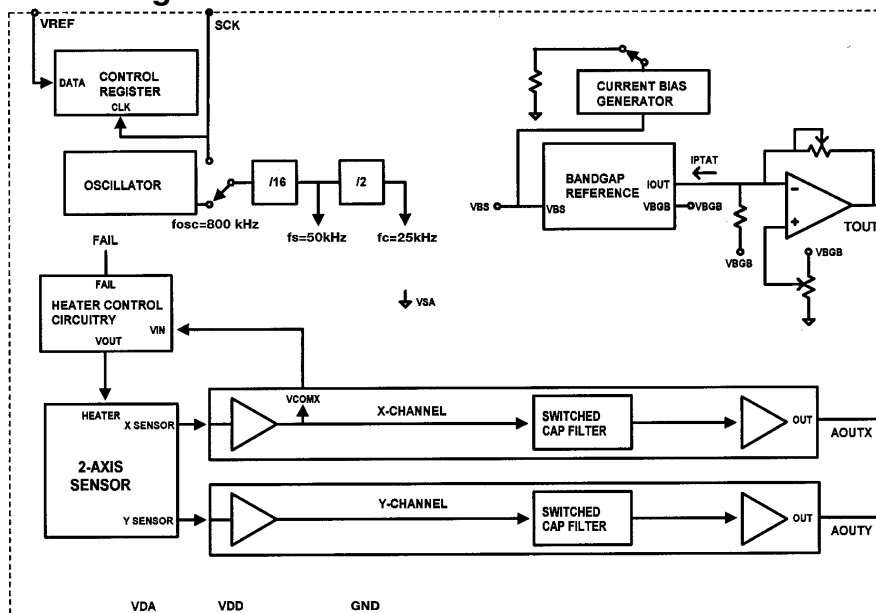 VREF
SCK
DATA
CONTROL
REGISTER
CLK
OSCILLATOR
fosc=800 kHz
/16
/2
fs=50kHz
fc=25kHz
CURRENT BIAS
GENERATOR
BANDGAP
REFERENCE
VBS
VBS
IOUT
VBGB
VBGB
IPTAT
VBGB
-
+
TOUT
VBGB
FAIL
FAIL
HEATER CONTROL
CIRCUITRY
VIN
VOUT
VSA
HEATER
X SENSOR
2-AXIS
SENSOR
Y SENSOR
VCOMX
X-CHANNEL
SWITCHED
CAP FILTER
OUT
AOUTX
Y-CHANNEL
SWITCHED
CAP FILTER
OUT
AOUTY
VDA VDD GND